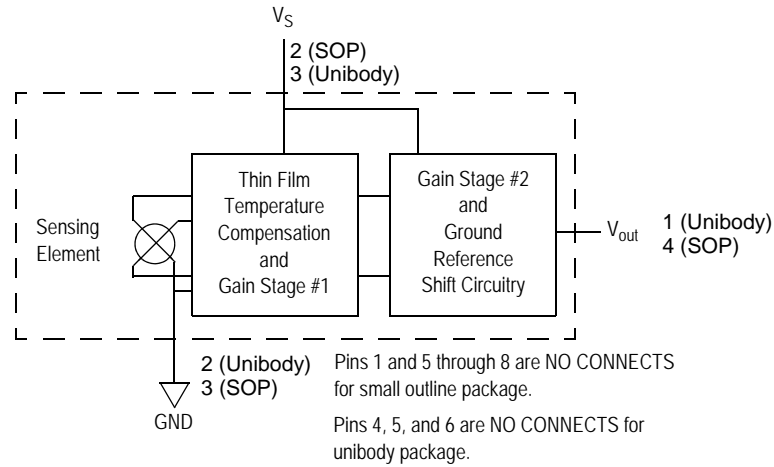 V_S
2 (SOP)
3 (Unibody)
Sensing
Element
Thin Film
Temperature
Compensation
and
Gain Stage #1
Gain Stage #2
and
Ground
Reference
Shift Circuitry
V_out
1 (Unibody)
4 (SOP)
2 (Unibody)
3 (SOP)
GND
Pins 1 and 5 through 8 are NO CONNECTS
for small outline package.
Pins 4, 5, and 6 are NO CONNECTS for
unibody package.